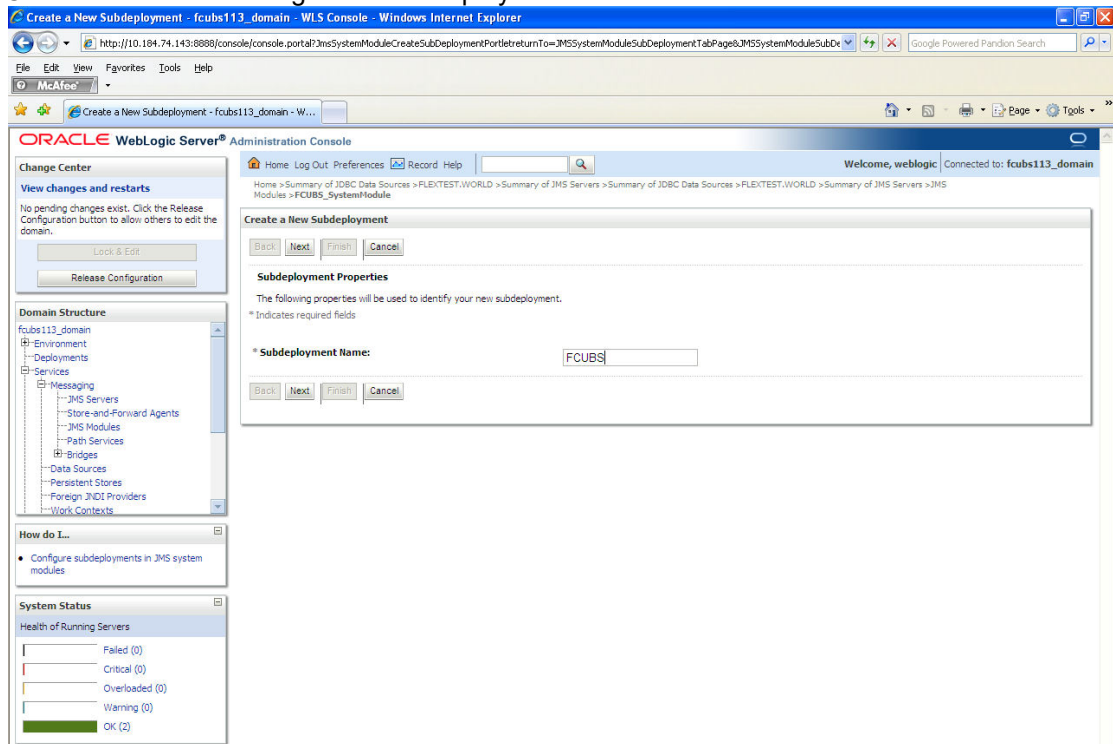 Create a New Subdeployment - fcubs113_domain - WLS Console - Windows Internet Explorer
http://10.184.74.143:8888/console/console.portal?JmsSystemModuleCreateSubDeploymentPortletreturnTo=JMSSystemModuleSubDeploymentTabPage&JMSSystemModuleSubDe
Google Powered Pandion Search
File Edit View Favorites Tools Help
McAfee
Create a New Subdeployment - fcubs113_domain - W...
Page Tools
ORACLE WebLogic Server® Administration Console
Change Center
View changes and restarts
No pending changes exist. Click the Release
Configuration button to allow others to edit the
domain.
Lock & Edit
Release Configuration
Domain Structure
fcubs113_domain
Environment
Deployments
Services
Messaging
JMS Servers
Store-and-Forward Agents
JMS Modules
Path Services
Bridges
Data Sources
Persistent Stores
Foreign JNDI Providers
Work Contexts
How do I...
Configure subdeployments in JMS system
modules
System Status
Health of Running Servers
Failed (0)
Critical (0)
Overloaded (0)
Warning (0)
OK (2)
Home Log Out Preferences Record Help
Welcome, weblogic Connected to: fcubs113_domain
Home >Summary of JDBC Data Sources >FLEXTEST.WORLD >Summary of JMS Servers >Summary of JDBC Data Sources >FLEXTEST.WORLD >Summary of JMS Servers >JMS
Modules >FCUBS_SystemModule
Create a New Subdeployment
Back Next Finish Cancel
Subdeployment Properties
The following properties will be used to identify your new subdeployment.
* Indicates required fields
* Subdeployment Name: FCUBS
Back Next Finish Cancel